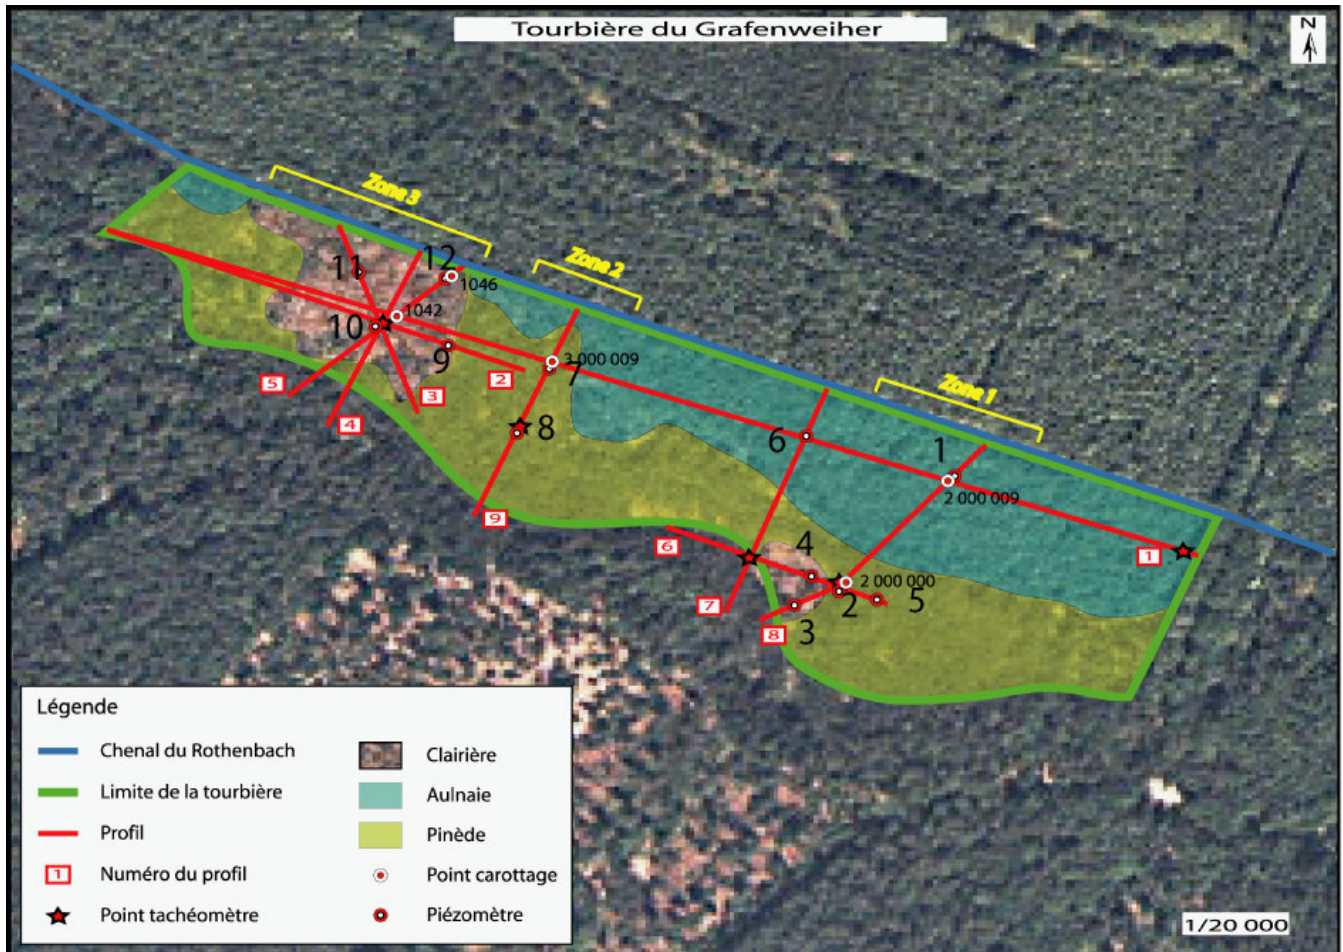 Tourbière du Grafenweiher
N
Zone 3
Zone 2
Zone 1
11
12
1046
1042
10
9
5
4
3
2
3 000 009
7
8
9
6
1
2 000 009
1
6
4
2 000 000
2
5
7
8
3
Légende
Chenal du Rothenbach
Limite de la tourbière
Profil
1
Numéro du profil
Point tachéomètre
Clairière
Aulnaie
Pinède
Point carottage
Piézomètre
1/20 000